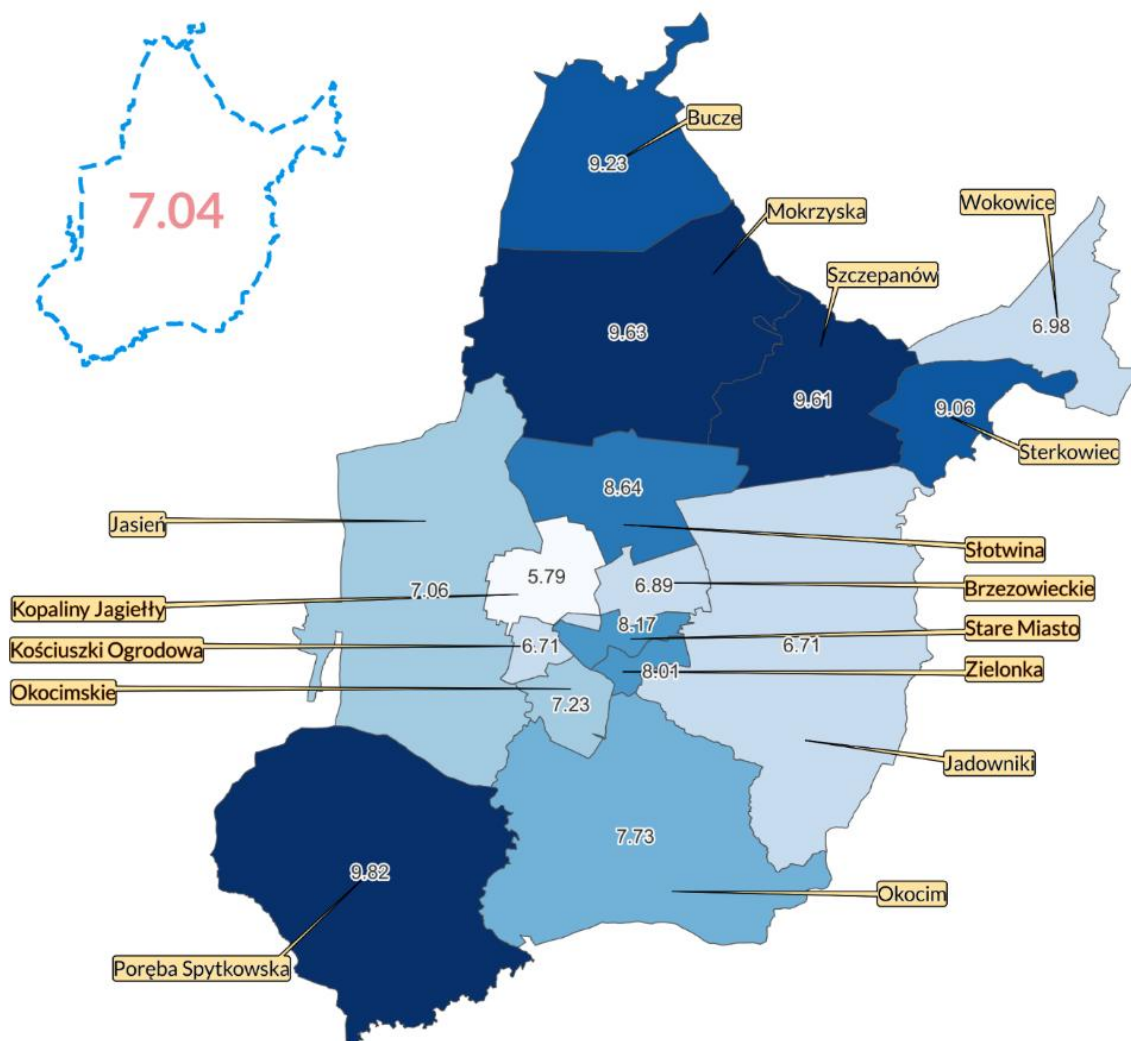 7.04
Bucze
9.23
Mokrzyska
Wokowice
Szczepanów
6.98
9.63
9.61
9.06
Sterkowiec
8.64
Jasień
Słotwina
5.79
7.06
6.89
Brzezowieckie
Kopaliny Jagiełły
8.17
Stare Miasto
Kościuszki Ogrodowa
6.71
6.71
8.01
Zielonka
Okocimskie
7.23
Jadowniki
7.73
9.82
Okocim
Poręba Spytkowska